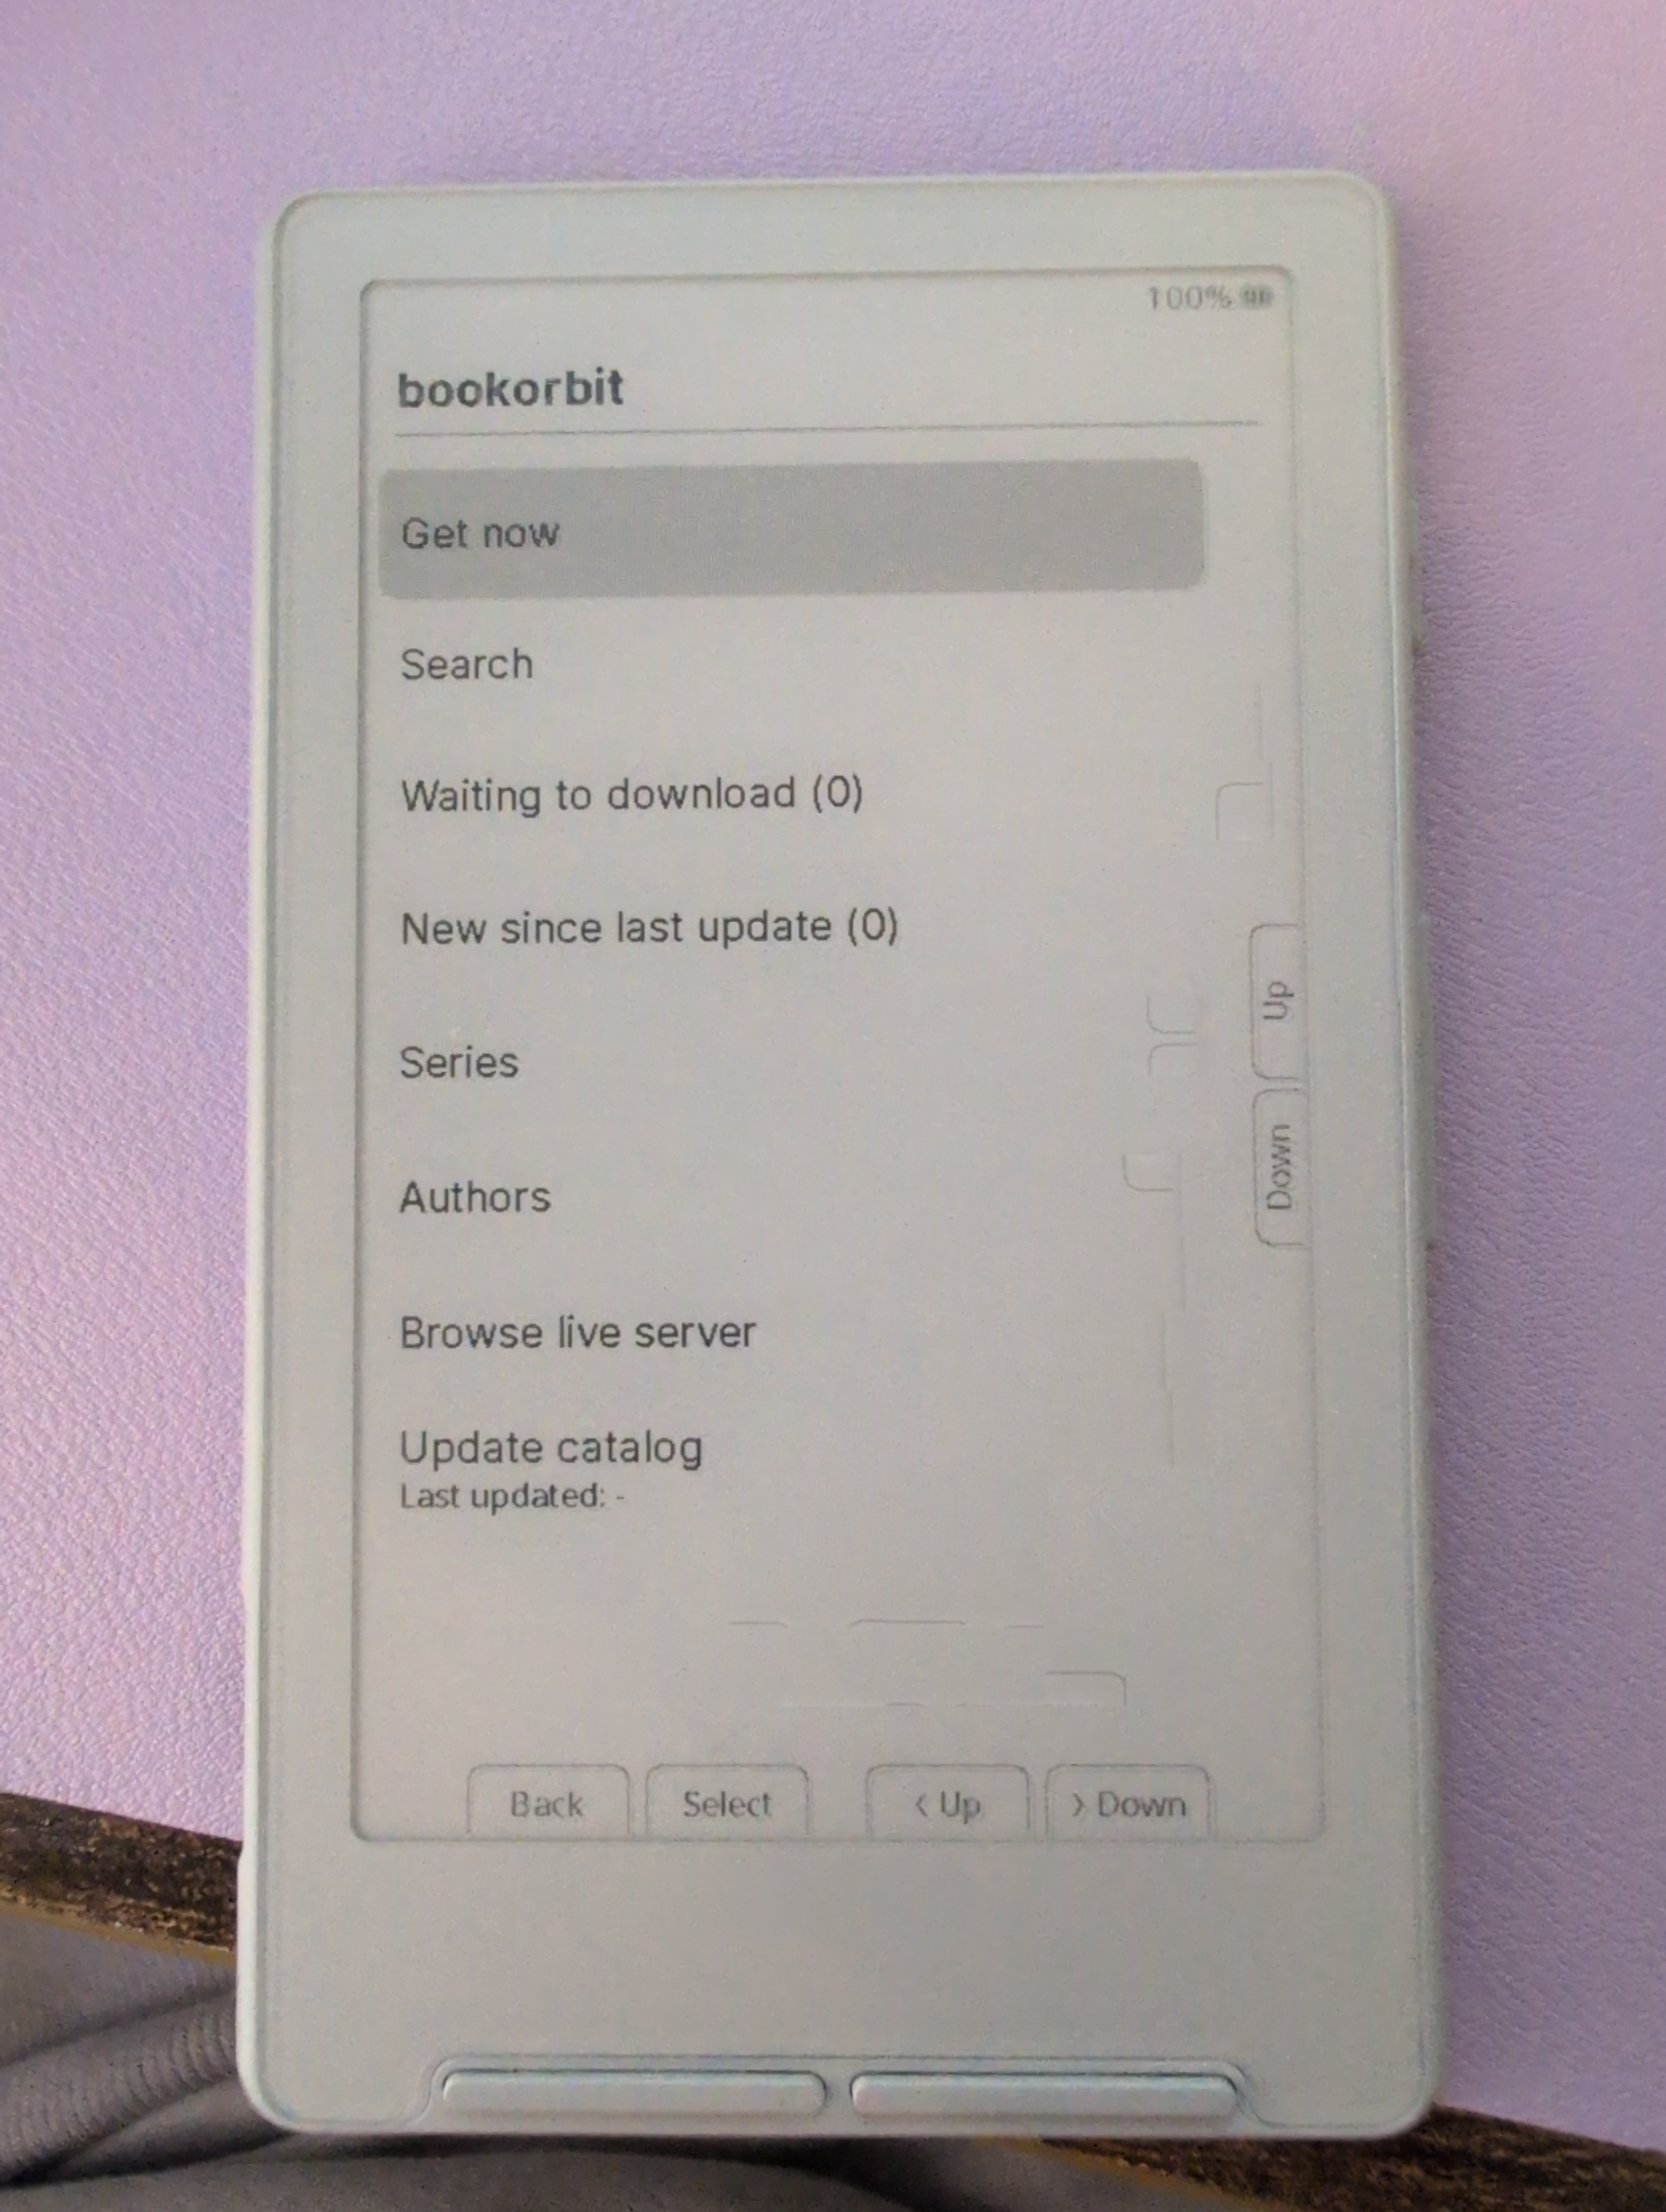 100%
bookorbit
Get now
Search
Waiting to download (0)
New since last update (0)
Series
Authors
Browse live server
Update catalog
Last updated: -
Up
Down
Back
Select
< Up
> Down